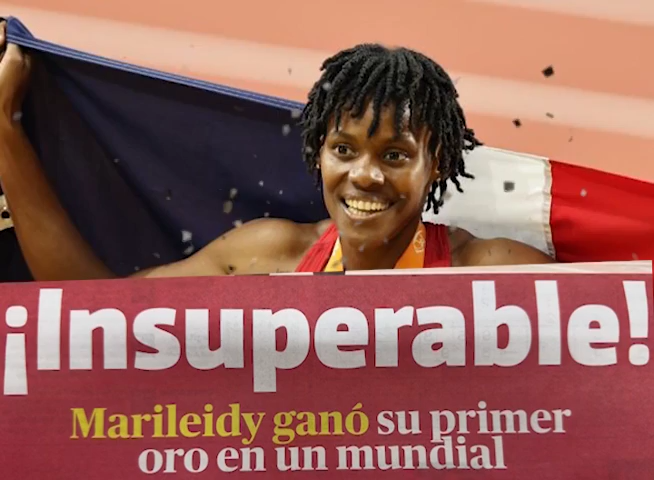 ¡Insuperable!
Marileidy ganó su primer
oro en un mundial